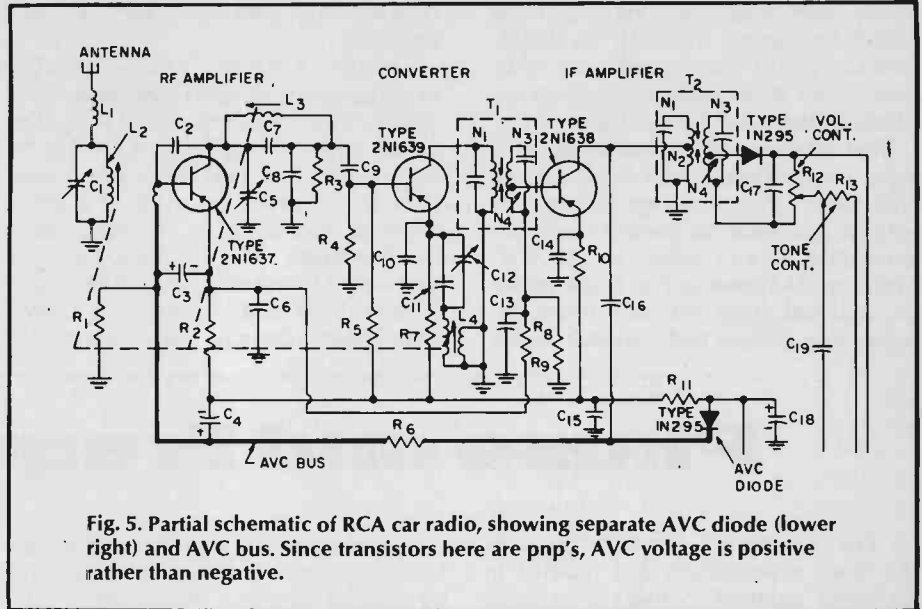 ANTENNA
RF AMPLIFIER
CONVERTER
IF AMPLIFIER
L1
L2
C1
C2
L3
C7
C8
R3
C5
C9
TYPE
2N1637
TYPE
2N1639
T1
N1
N3
N4
TYPE
2N1638
T2
N1
N3
N2
N4
TYPE
1N295
VOL.
CONT.
C17
R12
R13
TONE
CONT.
C3
R1
R2
C6
R4
R5
C10
C11
C12
R7
L4
C13
C14
R10
R8
R9
C16
C19
C4
R6
C15
R11
TYPE
1N295
C18
AVC BUS
AVC
DIODE
+ -
-
+
+
Fig. 5. Partial schematic of RCA car radio, showing separate AVC diode (lower
right) and AVC bus. Since transistors here are pnp's, AVC voltage is positive
rather than negative.